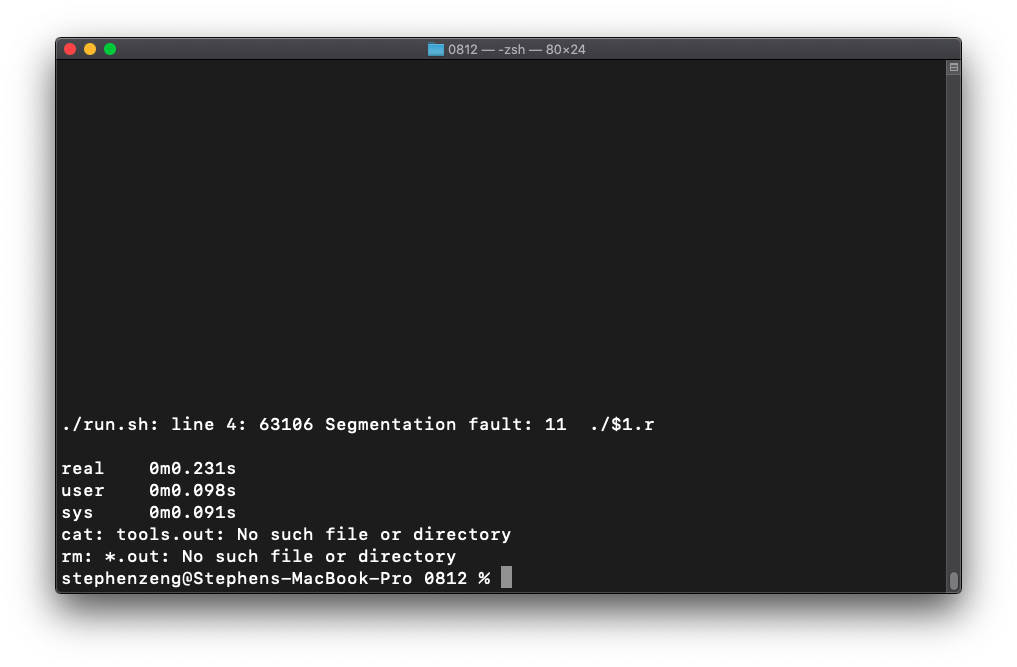 0812 — -zsh — 80×24
./run.sh: line 4: 63106 Segmentation fault: 11  ./$1.r
real    0m0.231s
user    0m0.098s
sys     0m0.091s
cat: tools.out: No such file or directory
rm: *.out: No such file or directory
stephenzeng@Stephens-MacBook-Pro 0812 %